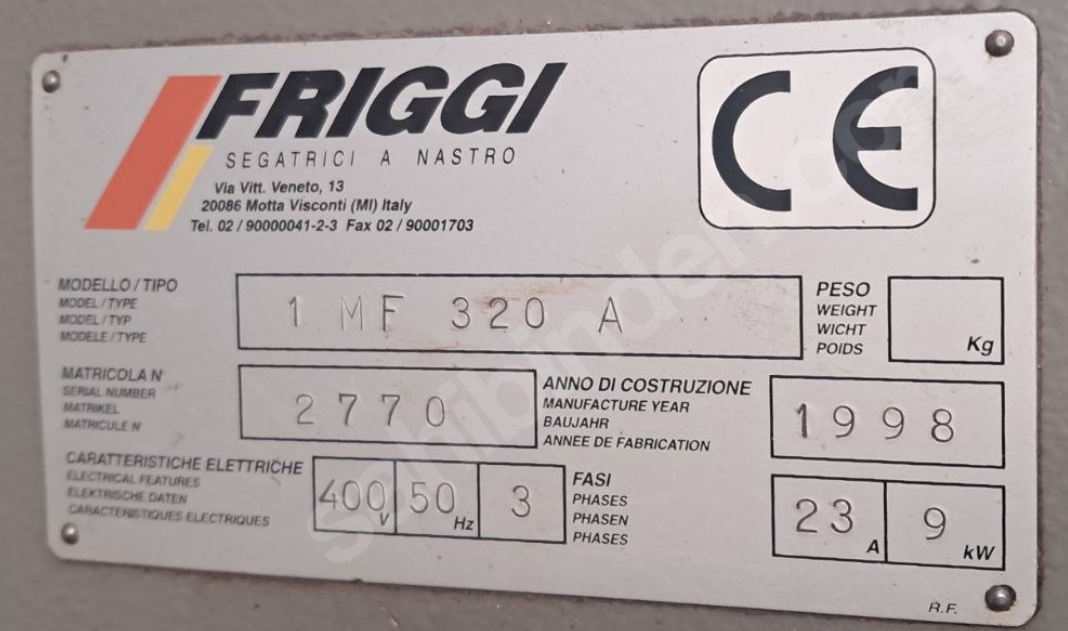 FRIGGI
SEGATRICI A NASTRO
Via Vitt. Veneto, 13
20086 Motta Visconti (MI) Italy
Tel. 02 / 90000041-2-3 Fax 02 / 90001703
CE
MODELLO / TIPO
MODEL / TYPE
MODEL / TYP
MODELE / TYPE
1 MF 320 A
PESO
WEIGHT
WICHT
POIDS
Kg
MATRICOLA N°
SERIAL NUMBER
MATRIKEL
MATRICULE N°
2770
ANNO DI COSTRUZIONE
MANUFACTURE YEAR
BAUJAHR
ANNEE DE FABRICATION
1998
CARATTERISTICHE ELETTRICHE
ELECTRICAL FEATURES
ELEKTRISCHE DATEN
CARACTERISTIQUES ELECTRIQUES
400 V
50 Hz
3
FASI
PHASES
PHASEN
PHASES
23 A
9 kW
R.F.
sahibinden.com